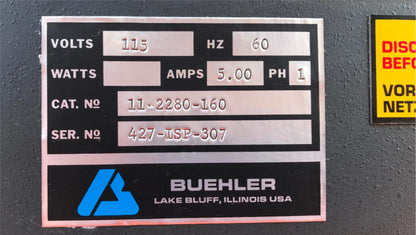 VOLTS 115 HZ 60
WATTS AMPS 5.00 PH 1
CAT. Nº 11-2280-160
SER. Nº 427-LSP-307
BUEHLER
LAKE BLUFF, ILLINOIS USA
DISC
BEFO
VOR
NETZ